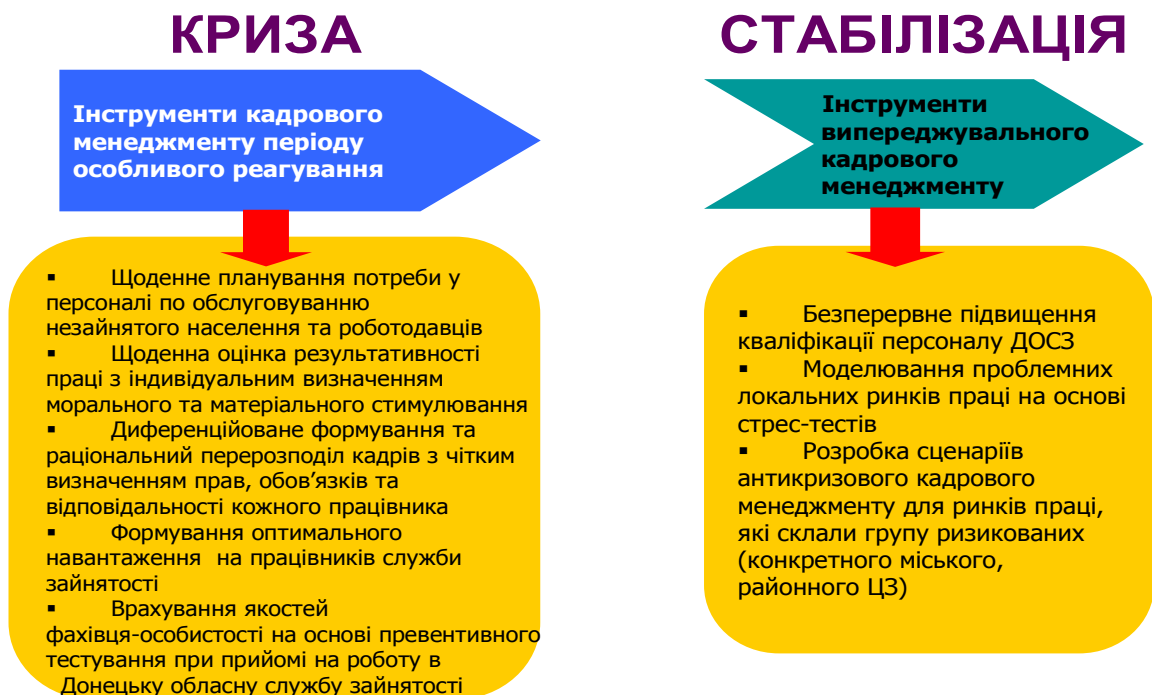 КРИЗА
Інструменти кадрового
менеджменту періоду
особливого реагування
▪ Щоденне планування потреби у
персоналі по обслуговуванню
незайнятого населення та роботодавців
▪ Щоденна оцінка результативності
праці з індивідуальним визначенням
морального та матеріального стимулювання
▪ Диференційоване формування та
раціональний перерозподіл кадрів з чітким
визначенням прав, обов’язків та
відповідальності кожного працівника
▪ Формування оптимального
навантаження на працівників служби
зайнятості
▪ Врахування якостей
фахівця-особистості на основі превентивного
тестування при прийомі на роботу в
Донецьку обласну службу зайнятості
СТАБІЛІЗАЦІЯ
Інструменти
випереджувального
кадрового
менеджменту
▪ Безперервне підвищення
кваліфікації персоналу ДОСЗ
▪ Моделювання проблемних
локальних ринків праці на основі
стрес-тестів
▪ Розробка сценаріїв
антикризового кадрового
менеджменту для ринків праці,
які склали групу ризикованих
(конкретного міського,
районного ЦЗ)